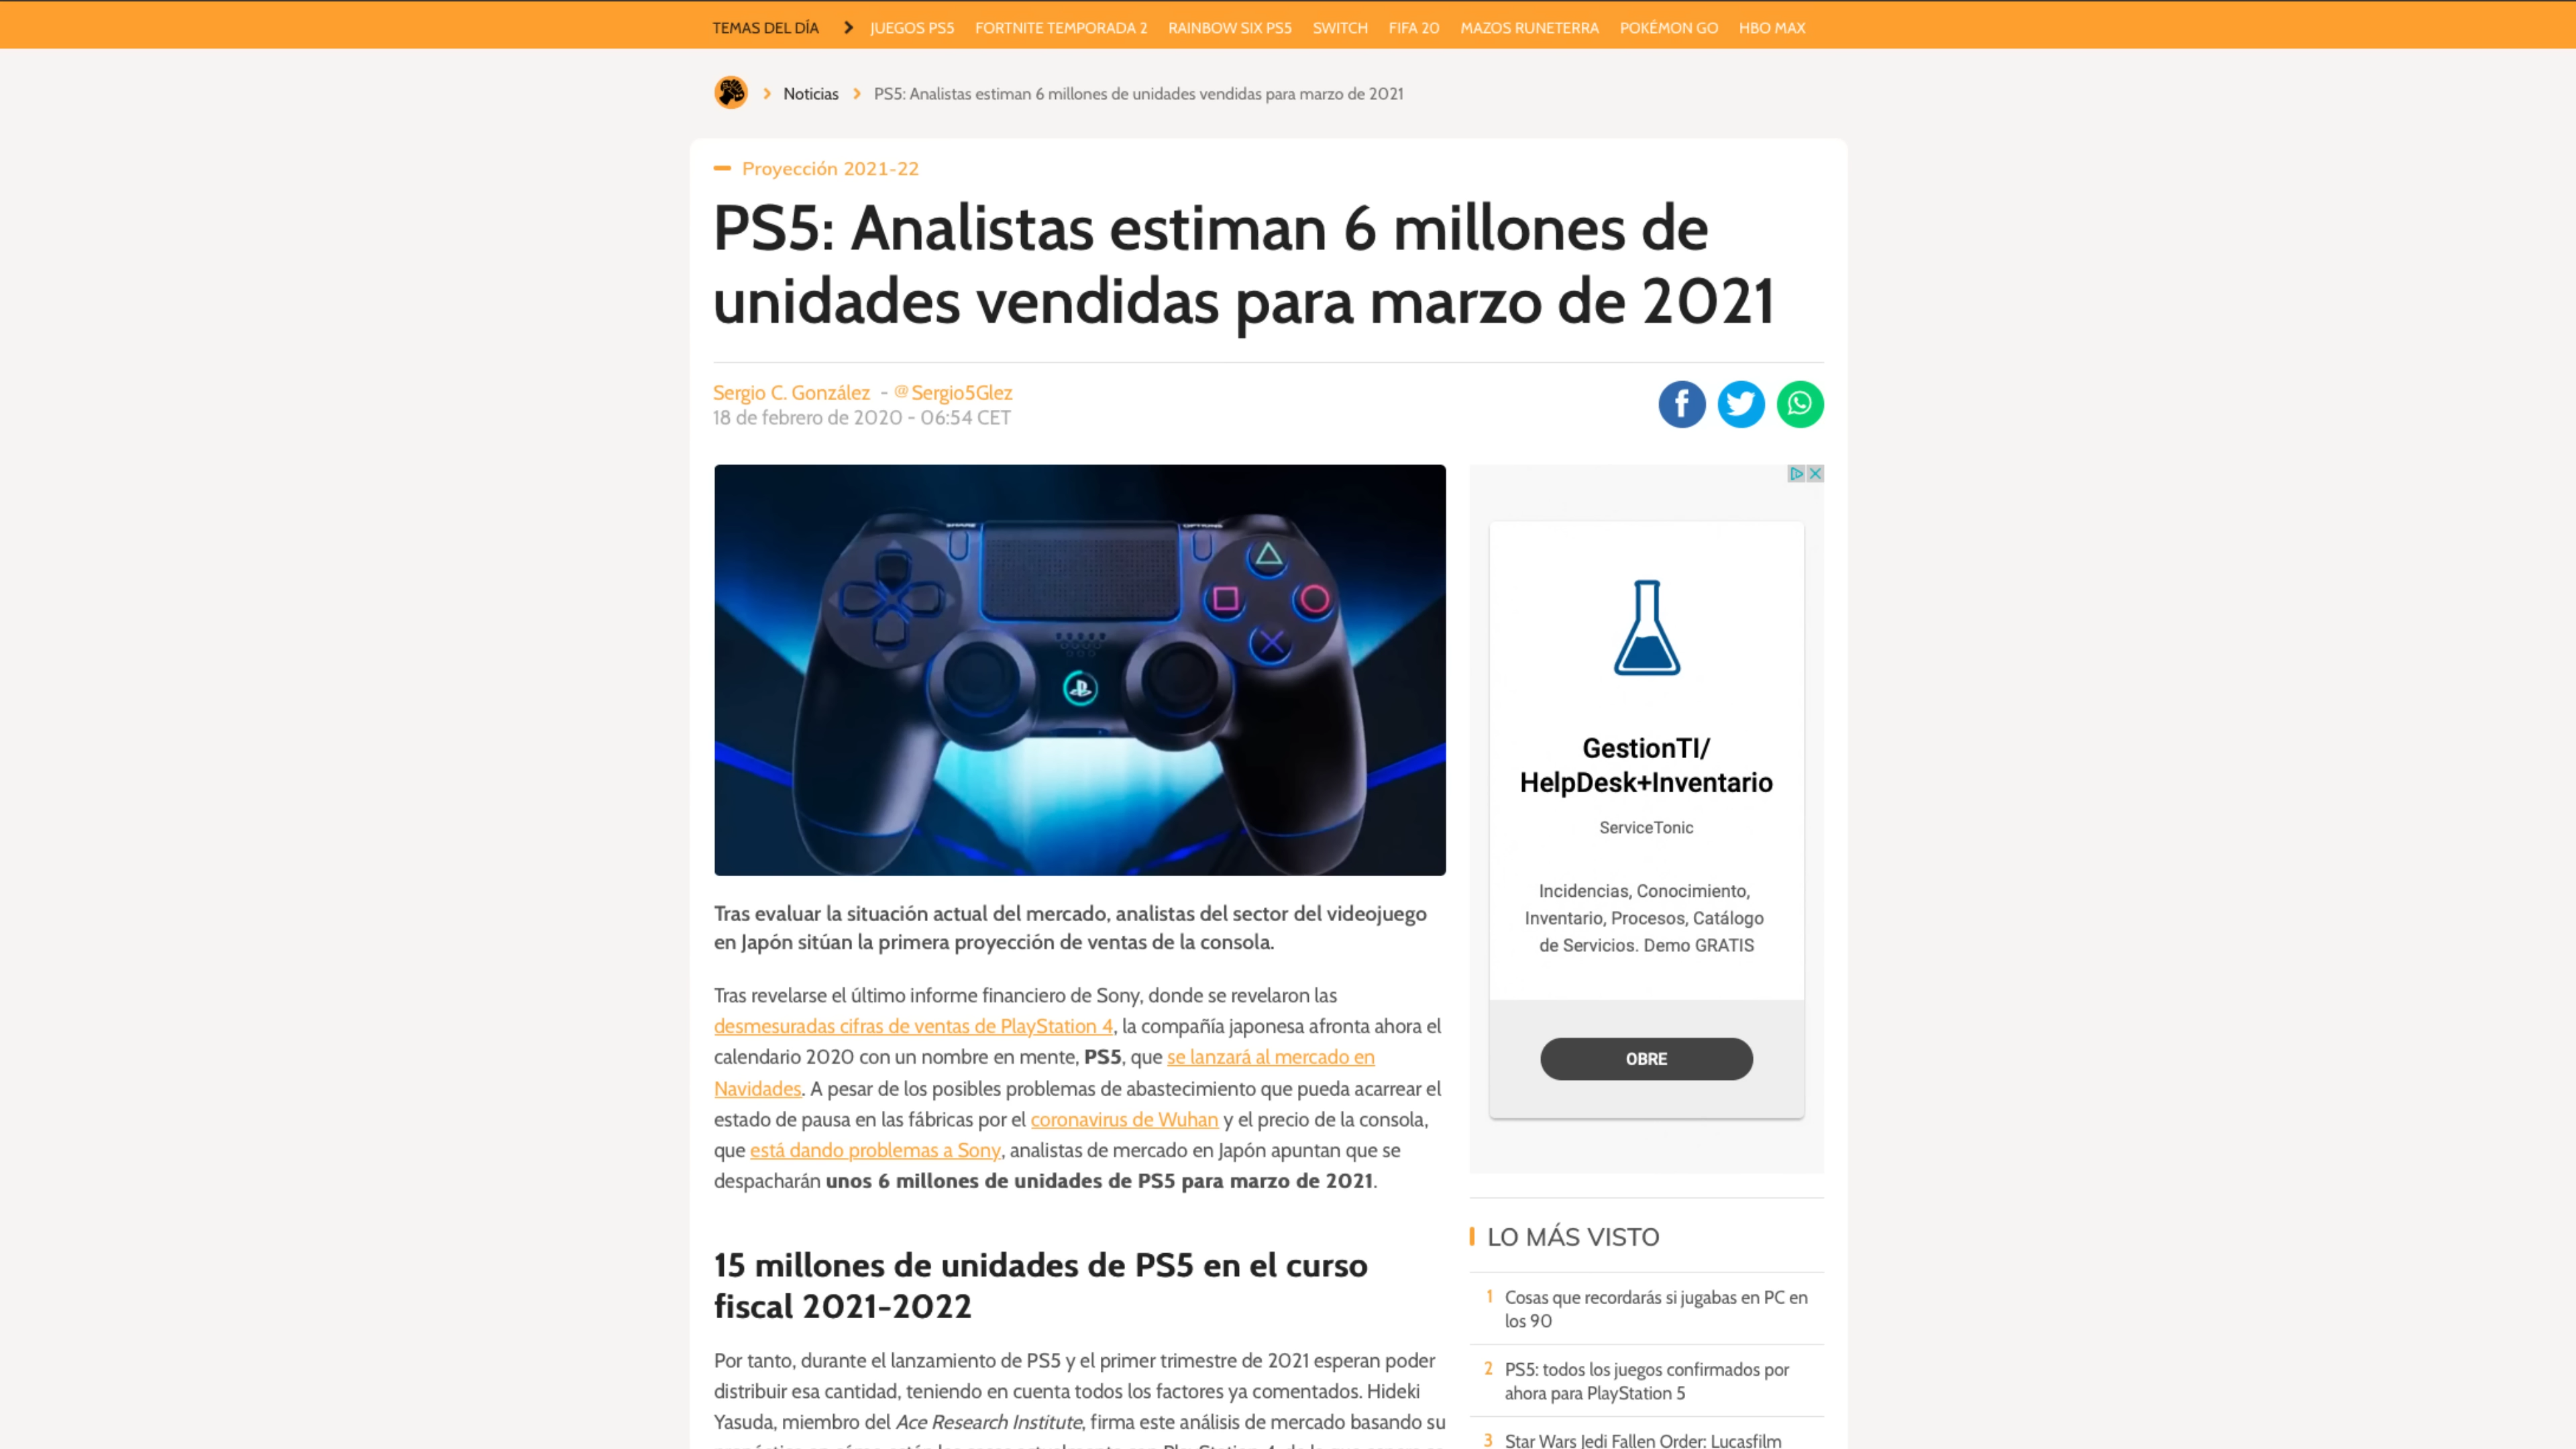 TEMAS DEL DÍA JUEGOS PS5 FORTNITE TEMPORADA 2 RAINBOW SIX PS5 SWITCH FIFA 20 MAZOS RUNETERRA POKÉMON GO HBO MAX
Noticias PS5: Analistas estiman 6 millones de unidades vendidas para marzo de 2021
Proyección 2021-22
PS5: Analistas estiman 6 millones de
unidades vendidas para marzo de 2021
Sergio C. González - @Sergio5Glez
18 de febrero de 2020 - 06:54 CET
SHARE OPTIONS
Tras evaluar la situación actual del mercado, analistas del sector del videojuego
en Japón sitúan la primera proyección de ventas de la consola.
Tras revelarse el último informe financiero de Sony, donde se revelaron las
desmesuradas cifras de ventas de PlayStation 4, la compañía japonesa afronta ahora el
calendario 2020 con un nombre en mente, PS5, que se lanzará al mercado en
Navidades. A pesar de los posibles problemas de abastecimiento que pueda acarrear el
estado de pausa en las fábricas por el coronavirus de Wuhan y el precio de la consola,
que está dando problemas a Sony, analistas de mercado en Japón apuntan que se
despacharán unos 6 millones de unidades de PS5 para marzo de 2021.
15 millones de unidades de PS5 en el curso
fiscal 2021-2022
Por tanto, durante el lanzamiento de PS5 y el primer trimestre de 2021 esperan poder
distribuir esa cantidad, teniendo en cuenta todos los factores ya comentados. Hideki
Yasuda, miembro del Ace Research Institute, firma este análisis de mercado basando su
GestionTI/
HelpDesk+Inventario
ServiceTonic
Incidencias, Conocimiento,
Inventario, Procesos, Catálogo
de Servicios. Demo GRATIS
OBRE
LO MÁS VISTO
1 Cosas que recordarás si jugabas en PC en
los 90
2 PS5: todos los juegos confirmados por
ahora para PlayStation 5
3 Star Wars Jedi Fallen Order: Lucasfilm